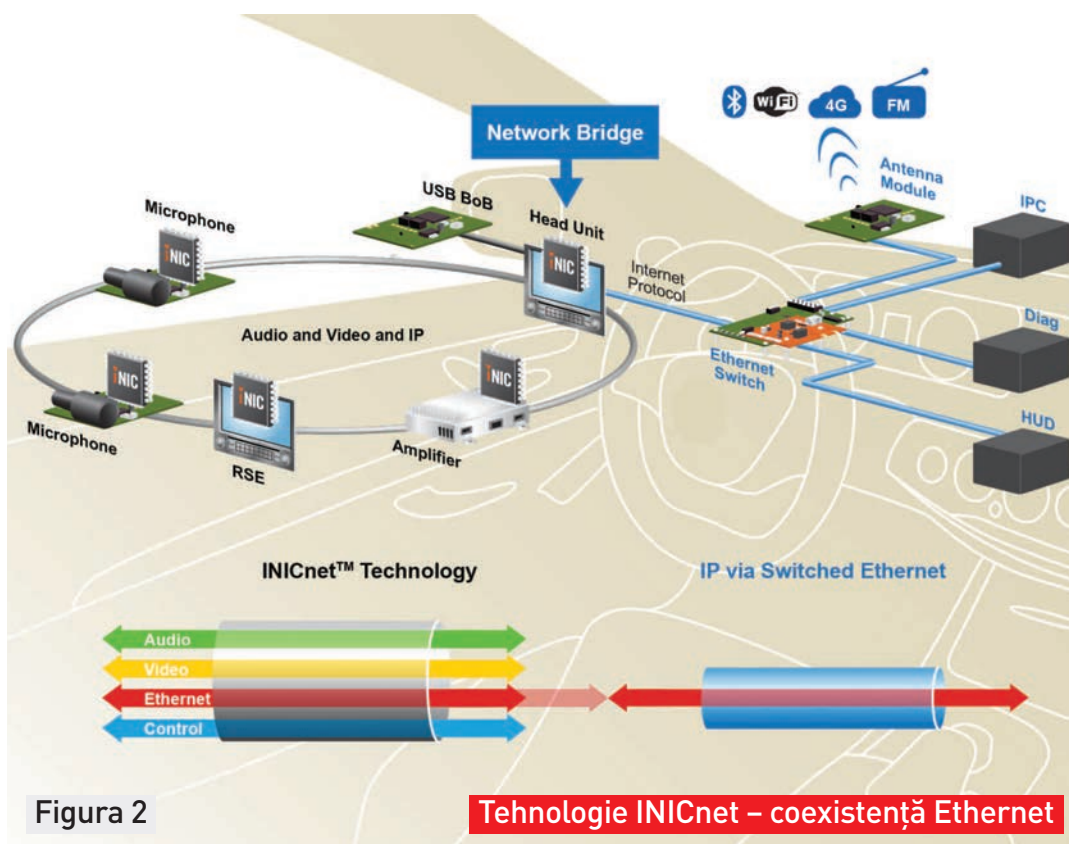 Network Bridge
WiFi
4G
FM
Antenna
Module
IPC
USB BoB
Head Unit
Microphone
iNIC
iNIC
Internet
Protocol
Audio and Video and IP
Diag
Ethernet
Switch
iNIC
iNIC
iNIC
Microphone
RSE
Amplifier
HUD
INICnet™ Technology
IP via Switched Ethernet
Audio
Video
Ethernet
Control
Figura 2
Tehnologie INICnet – coexistență Ethernet